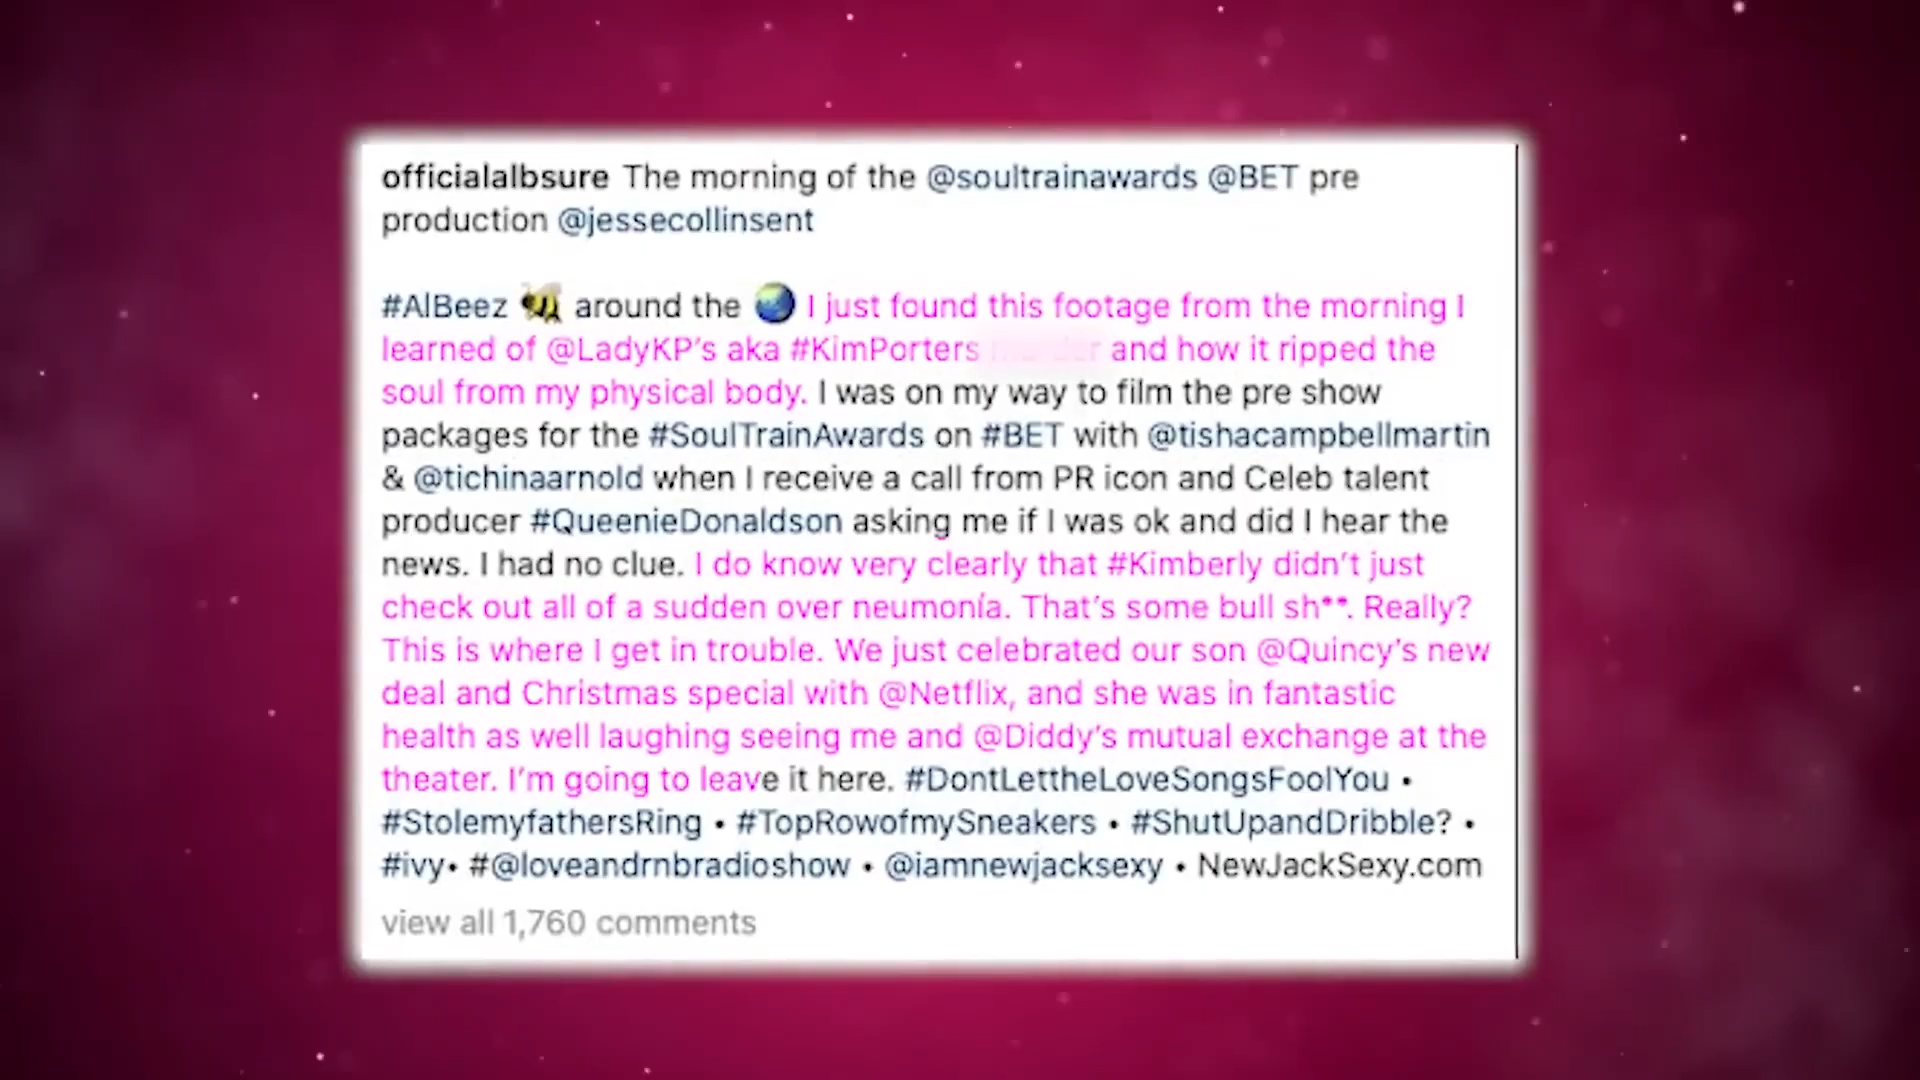 officialalbsure The morning of the @soultrainawards @BET pre
production @jessecollinsent
#AlBeez 🐝 around the 🌏 I just found this footage from the morning I
learned of @LadyKP's aka #KimPorters and how it ripped the
soul from my physical body. I was on my way to film the pre show
packages for the #SoulTrainAwards on #BET with @tishacampbellmartin
& @tichinaarnold when I receive a call from PR icon and Celeb talent
producer #QueenieDonaldson asking me if I was ok and did I hear the
news. I had no clue. I do know very clearly that #Kimberly didn't just
check out all of a sudden over neumonía. That's some bull sh**. Really?
This is where I get in trouble. We just celebrated our son @Quincy's new
deal and Christmas special with @Netflix, and she was in fantastic
health as well laughing seeing me and @Diddy's mutual exchange at the
theater. I'm going to leave it here. #DontLettheLoveSongsFoolYou •
#StolemyfathersRing • #TopRowofmySneakers • #ShutUpandDribble? •
#ivy• #@loveandrnbradioshow • @iamnewjacksexy • NewJackSexy.com
view all 1,760 comments